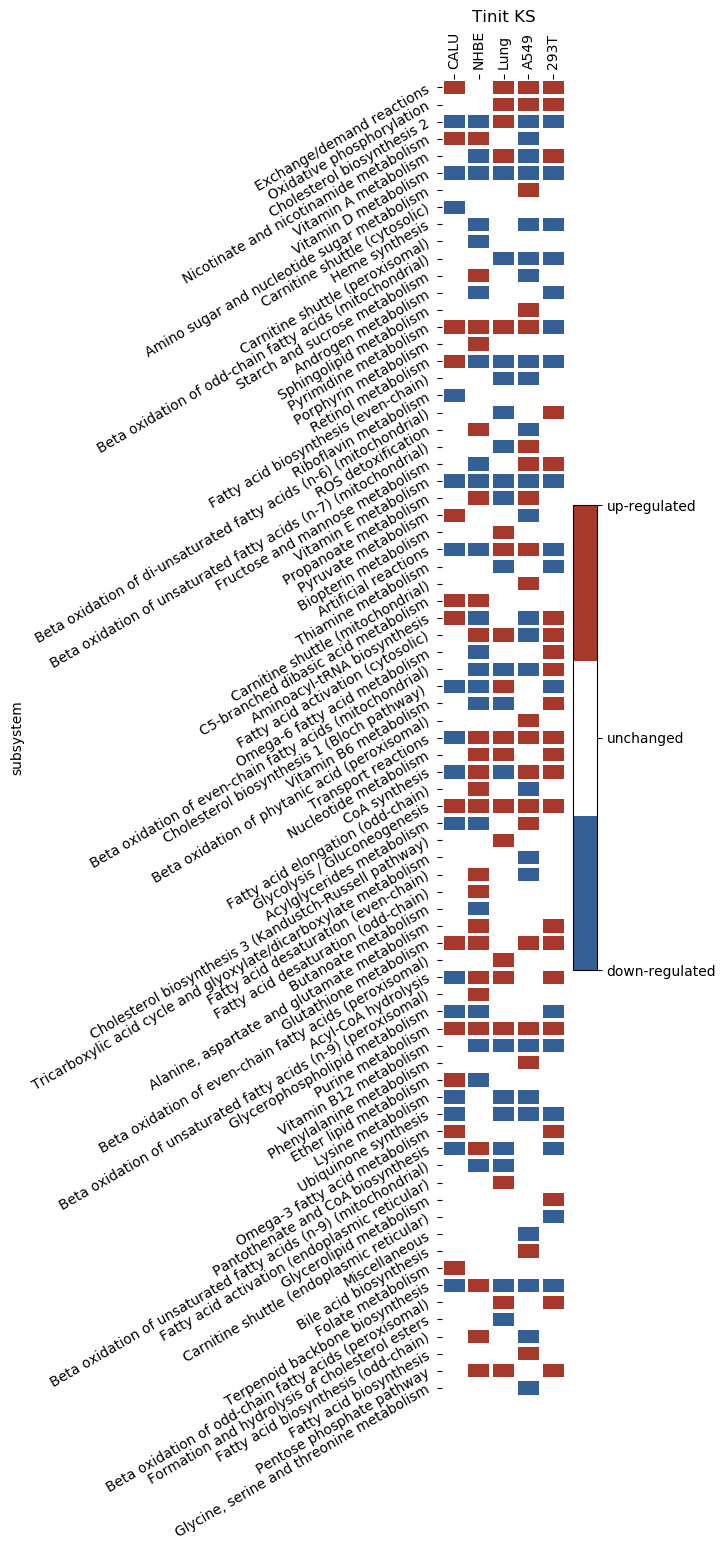 Tinit KS
CALU
NHBE
Lung
A549
293T
Exchange/demand reactions
Oxidative phosphorylation
Cholesterol biosynthesis 2
Nicotinate and nicotinamide metabolism
Vitamin A metabolism
Vitamin D metabolism
Amino sugar and nucleotide sugar metabolism
Carnitine shuttle (cytosolic)
Heme synthesis
Carnitine shuttle (peroxisomal)
Beta oxidation of odd-chain fatty acids (mitochondrial)
Starch and sucrose metabolism
Androgen metabolism
Sphingolipid metabolism
Pyrimidine metabolism
Porphyrin metabolism
Retinol metabolism
Fatty acid biosynthesis (even-chain)
Riboflavin metabolism
Beta oxidation of di-unsaturated fatty acids (n-6) (mitochondrial)
ROS detoxification
Beta oxidation of unsaturated fatty acids (n-7) (mitochondrial)
Fructose and mannose metabolism
Vitamin E metabolism
Propanoate metabolism
Pyruvate metabolism
Biopterin metabolism
Artificial reactions
Thiamine metabolism
Carnitine shuttle (mitochondrial)
C5-branched dibasic acid metabolism
Aminoacyl-tRNA biosynthesis
Fatty acid activation (cytosolic)
Omega-6 fatty acid metabolism
Beta oxidation of even-chain fatty acids (mitochondrial)
Cholesterol biosynthesis 1 (Bloch pathway)
Vitamin B6 metabolism
Beta oxidation of phytanic acid (peroxisomal)
Transport reactions
Nucleotide metabolism
CoA synthesis
Fatty acid elongation (odd-chain)
Glycolysis / Gluconeogenesis
Acylglycerides metabolism
Cholesterol biosynthesis 3 (Kandustch-Russell pathway)
Tricarboxylic acid cycle and glyoxylate/dicarboxylate metabolism
Fatty acid desaturation (even-chain)
Fatty acid desaturation (odd-chain)
Butanoate metabolism
Alanine, aspartate and glutamate metabolism
Glutathione metabolism
Beta oxidation of even-chain fatty acids (peroxisomal)
Acyl-CoA hydrolysis
Beta oxidation of unsaturated fatty acids (n-9) (peroxisomal)
Glycerophospholipid metabolism
Purine metabolism
Vitamin B12 metabolism
Phenylalanine metabolism
Ether lipid metabolism
Lysine metabolism
Ubiquinone synthesis
Omega-3 fatty acid metabolism
Pantothenate and CoA biosynthesis
Beta oxidation of unsaturated fatty acids (n-9) (mitochondrial)
Fatty acid activation (endoplasmic reticular)
Glycerolipid metabolism
Carnitine shuttle (endoplasmic reticular)
Miscellaneous
Bile acid biosynthesis
Folate metabolism
Terpenoid backbone biosynthesis
Beta oxidation of odd-chain fatty acids (peroxisomal)
Formation and hydrolysis of cholesterol esters
Fatty acid biosynthesis (odd-chain)
Fatty acid biosynthesis
Pentose phosphate pathway
Glycine, serine and threonine metabolism
subsystem
up-regulated
unchanged
down-regulated